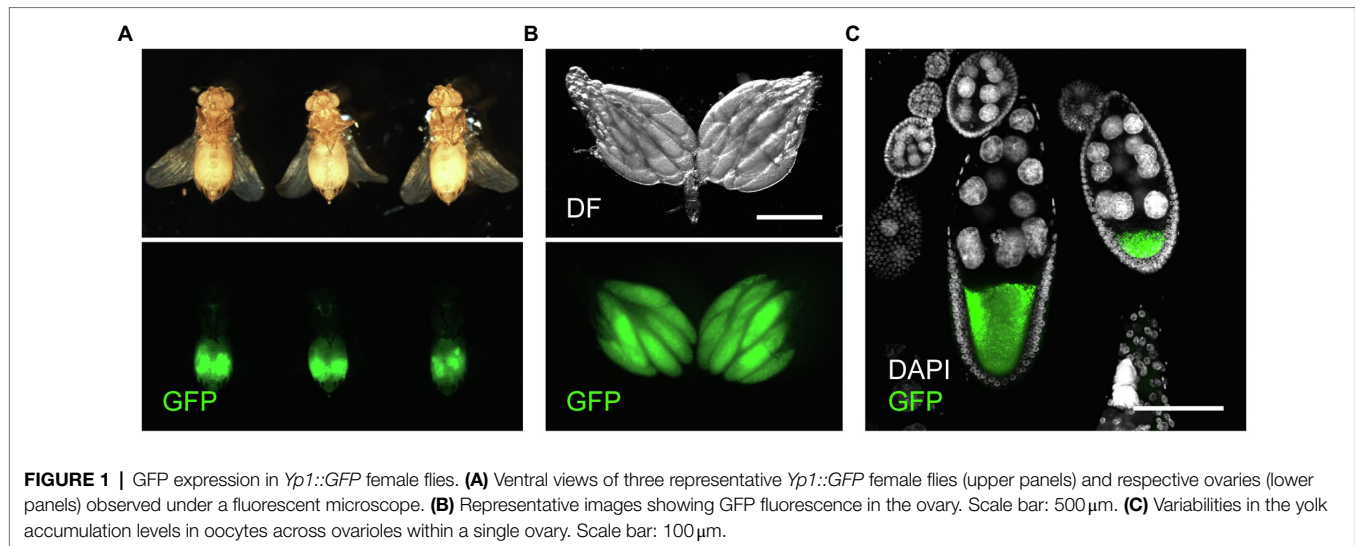 A
B
C
DF
GFP
GFP
DAPI
GFP
FIGURE 1 | GFP expression in Yp1::GFP female flies. (A) Ventral views of three representative Yp1::GFP female flies (upper panels) and respective ovaries (lower
panels) observed under a fluorescent microscope. (B) Representative images showing GFP fluorescence in the ovary. Scale bar: 500 μm. (C) Variabilities in the yolk
accumulation levels in oocytes across ovarioles within a single ovary. Scale bar: 100 μm.